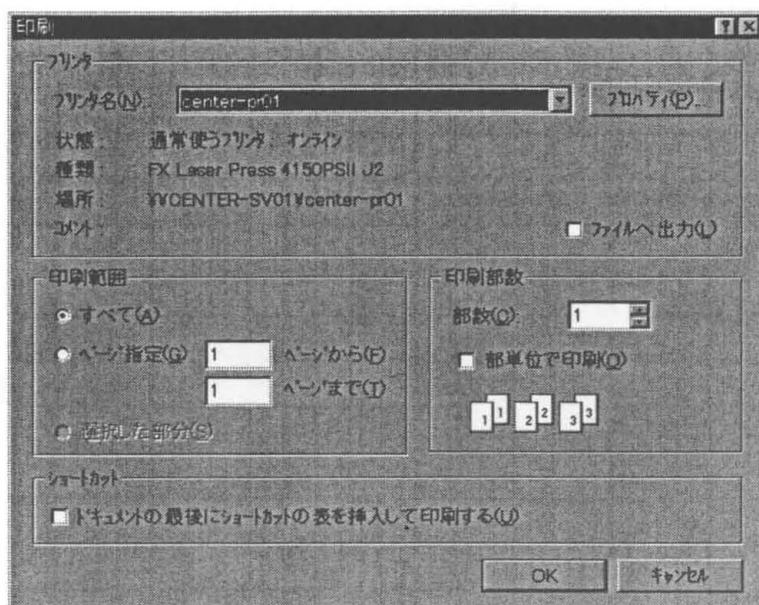 印刷
プリンタ
プリンタ名(N): center-pr01 プロパティ(P)...
状態: 通常使うプリンタ; オンライン
種類: FX Laser Press 4150PSII J2
場所: ¥¥CENTER-SV01¥center-pr01
コメント: ファイルへ出力(L)
印刷範囲
すべて(A)
ページ指定(G) 1 ページから(F)
1 ページまで(T)
選択した部分(S)
印刷部数
部数(C): 1
部単位で印刷(O)
1 1 2 2 3 3
ショートカット
ドキュメントの最後にショートカットの表を挿入して印刷する(U)
OK キャンセル